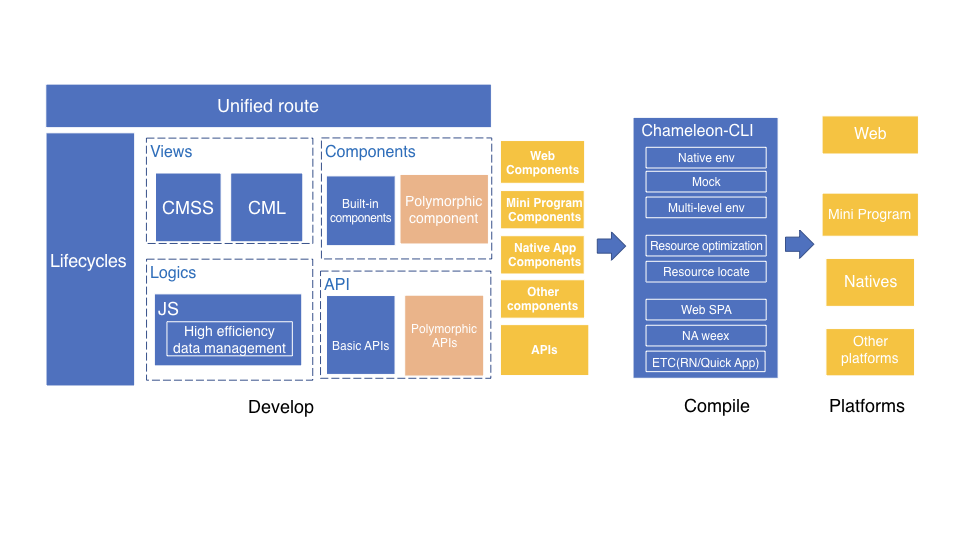 Unified route
Lifecycles
Views
CMSS
CML
Logics
JS
High efficiency
data management
Components
Built-in
components
Polymorphic
component
API
Basic APIs
Polymorphic
APIs
Web
Components
Mini Program
Components
Native App
Components
Other
components
APIs
Develop
Chameleon-CLI
Native env
Mock
Multi-level env
Resource optimization
Resource locate
Web SPA
NA weex
ETC(RN/Quick App)
Compile
Web
Mini Program
Natives
Other
platforms
Platforms